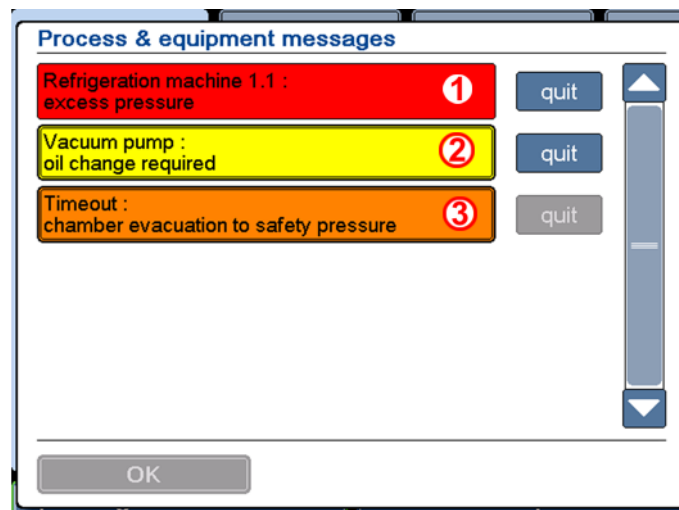 Process & equipment messages
Refrigeration machine 1.1 :
excess pressure
1
quit
Vacuum pump :
oil change required
2
quit
Timeout :
chamber evacuation to safety pressure
3
quit
OK